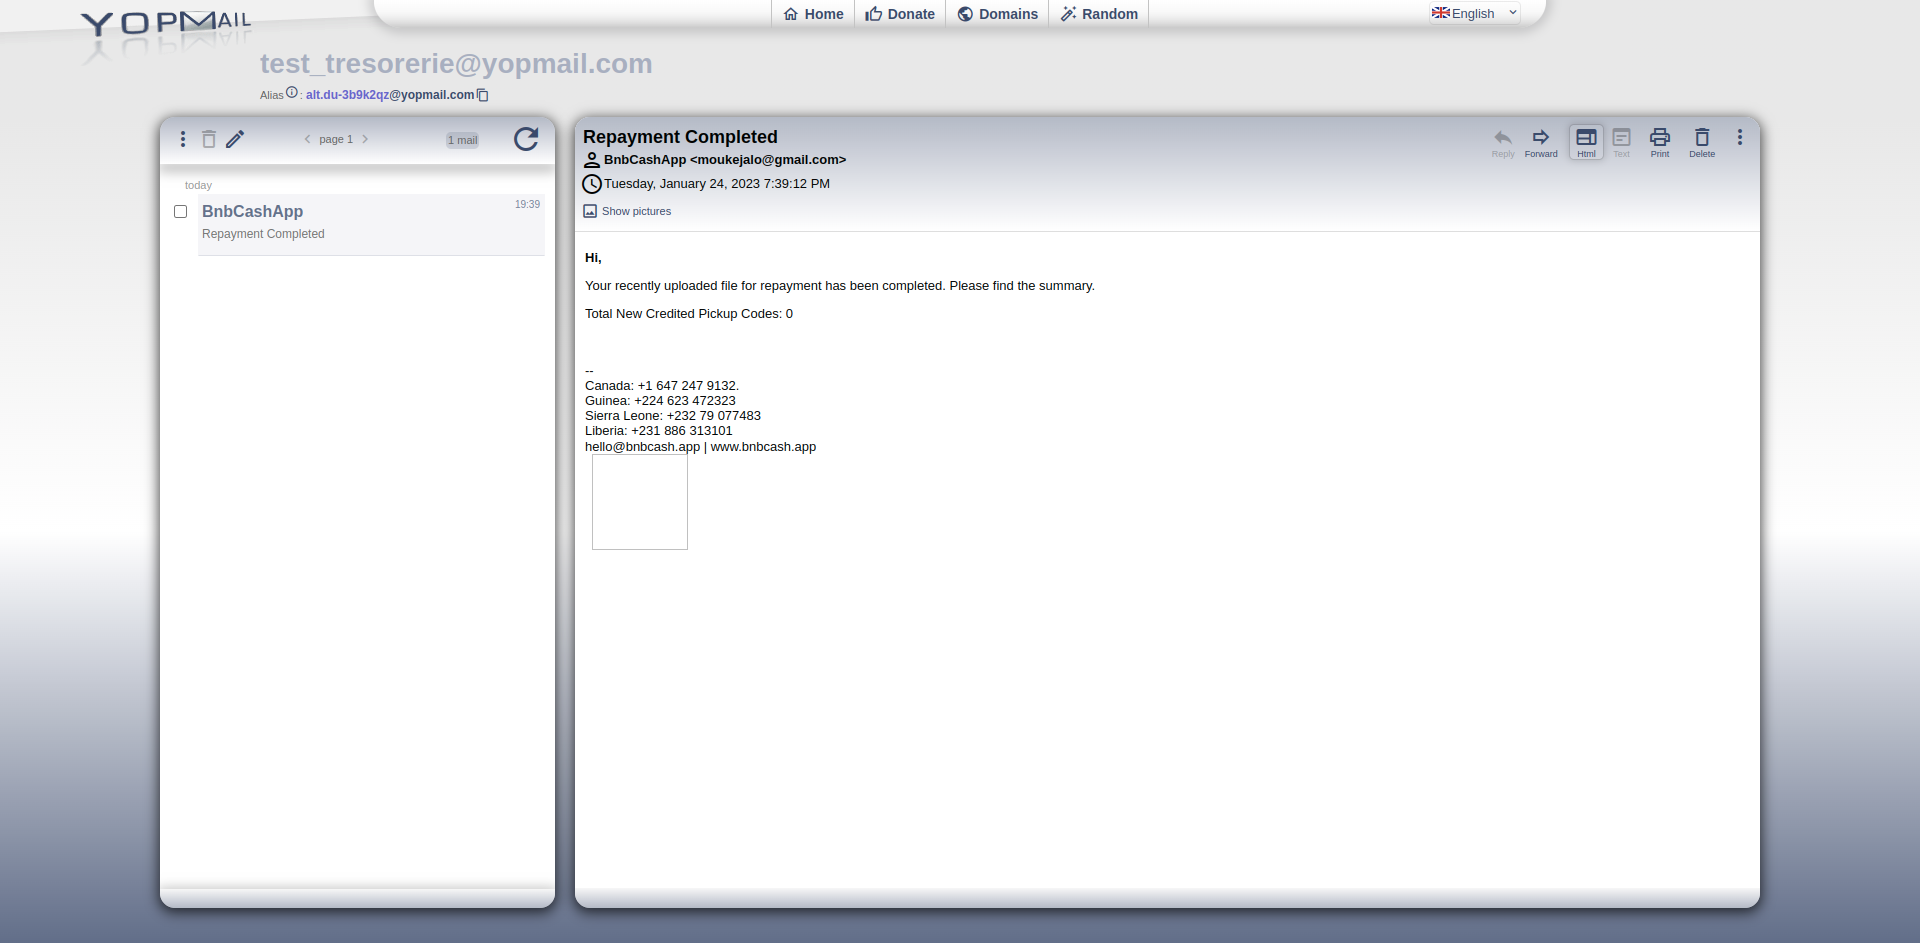 YOPMAIL
Home
Donate
Domains
Random
English
test_tresorerie@yopmail.com
Alias : alt.du-3b9k2qz@yopmail.com
page 1
1 mail
today
BnbCashApp
19:39
Repayment Completed
Repayment Completed
BnbCashApp <moukejalo@gmail.com>
Tuesday, January 24, 2023 7:39:12 PM
Show pictures
Reply
Forward
Html
Text
Print
Delete
Hi,
Your recently uploaded file for repayment has been completed. Please find the summary.
Total New Credited Pickup Codes: 0
--
Canada: +1 647 247 9132.
Guinea: +224 623 472323
Sierra Leone: +232 79 077483
Liberia: +231 886 313101
hello@bnbcash.app | www.bnbcash.app